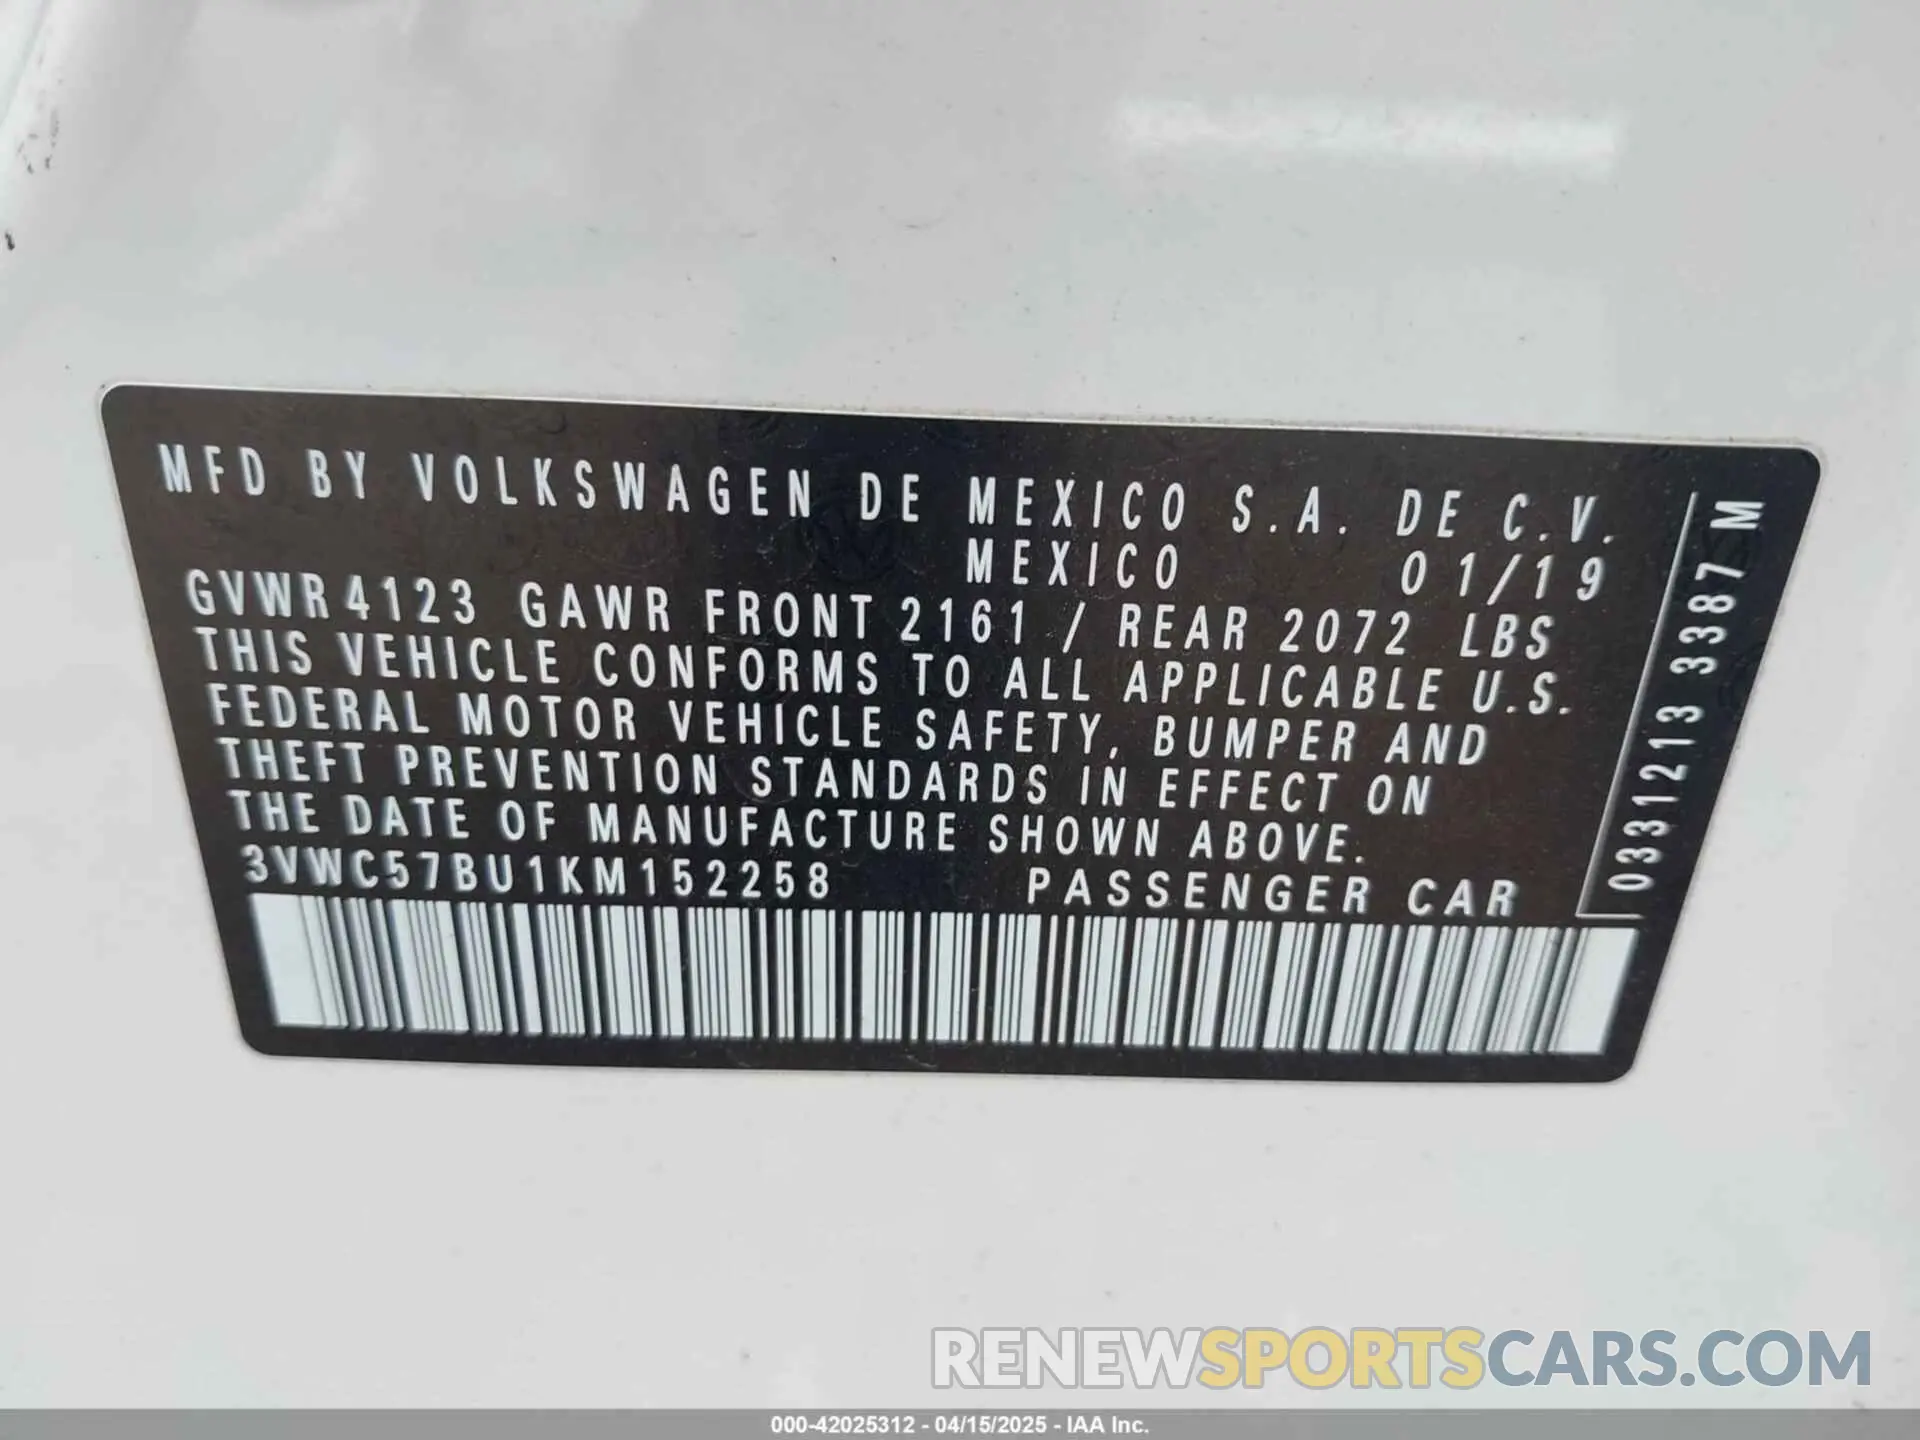 MFD BY VOLKSWAGEN DE MEXICO S.A. DE C.V.
MEXICO 01/19
GVWR 4123 GAWR FRONT 2161 / REAR 2072 LBS
THIS VEHICLE CONFORMS TO ALL APPLICABLE U.S.
FEDERAL MOTOR VEHICLE SAFETY, BUMPER AND
THEFT PREVENTION STANDARDS IN EFFECT ON
THE DATE OF MANUFACTURE SHOWN ABOVE.
3VWC57BU1KM152258 PASSENGER CAR
0331213 3387 M
RENEWSPORTSCARS.COM
000-42025312 - 04/15/2025 - IAA Inc.